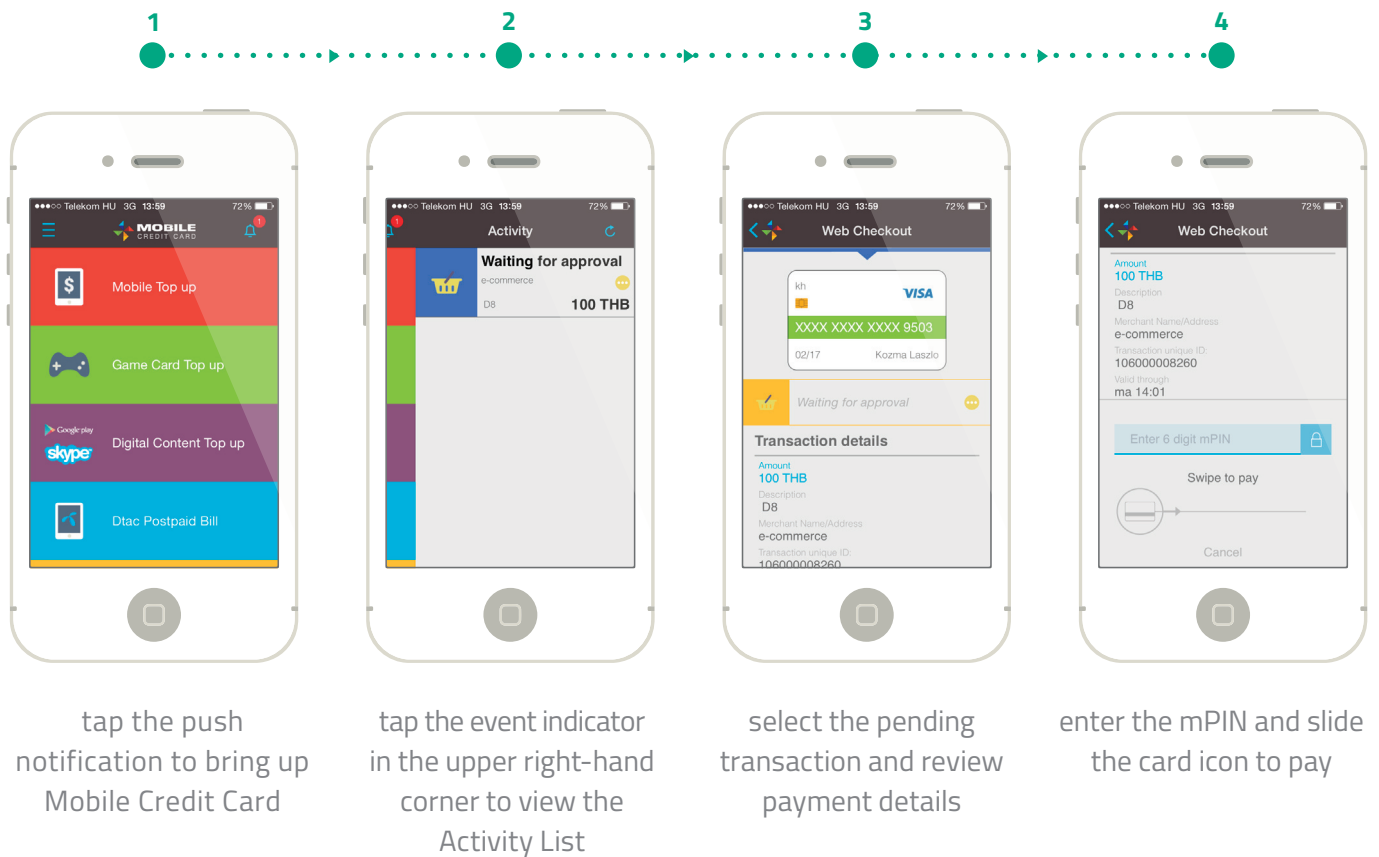 1
2
3
4
●●●○○ Telekom HU 3G 13:59 72%
MOBILE
CREDIT CARD
1
$
Mobile Top up
Game Card Top up
Google play
skype
Digital Content Top up
Dtac Postpaid Bill
●●●○○ Telekom HU 3G 13:59 72%
1
Activity
Waiting for approval
e-commerce
D8 100 THB
●●●○○ Telekom HU 3G 13:59 72%
Web Checkout
kh
VISA
XXXX XXXX XXXX 9503
02/17 Kozma Laszlo
Waiting for approval
Transaction details
Amount
100 THB
Description
D8
Merchant Name/Address
e-commerce
Transaction unique ID:
106000008260
●●●○○ Telekom HU 3G 13:59 72%
Web Checkout
Amount
100 THB
Description
D8
Merchant Name/Address
e-commerce
Transaction unique ID:
106000008260
Valid through
ma 14:01
Enter 6 digit mPIN
Swipe to pay
Cancel
tap the push
notification to bring up
Mobile Credit Card
tap the event indicator
in the upper right-hand
corner to view the
Activity List
select the pending
transaction and review
payment details
enter the mPIN and slide
the card icon to pay